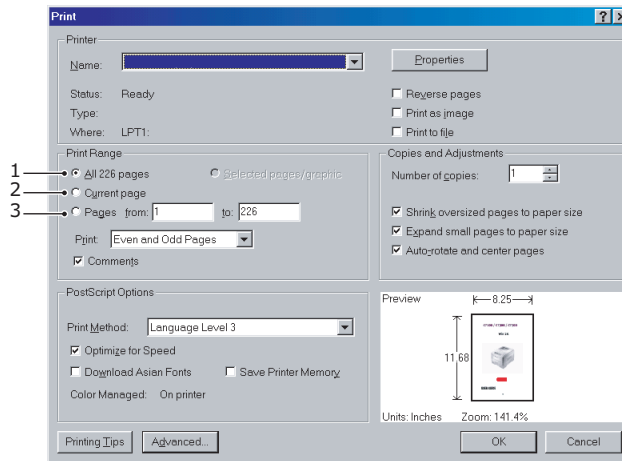 Print
Printer
Name:
Properties
Status: Ready
Reverse pages
Type:
Print as image
Where: LPT1:
Print to file
Print Range
Copies and Adjustments
1
All 226 pages
Selected pages/graphic
Number of copies: 1
2
Current page
3
Pages from: 1 to: 226
Shrink oversized pages to paper size
Print: Even and Odd Pages
Expand small pages to paper size
Comments
Auto-rotate and center pages
PostScript Options
Preview
8.25
Print Method: Language Level 3
11.68
Optimize for Speed
Download Asian Fonts
Save Printer Memory
Color Managed: On printer
Units: Inches Zoom: 141.4%
Printing Tips
Advanced...
OK
Cancel